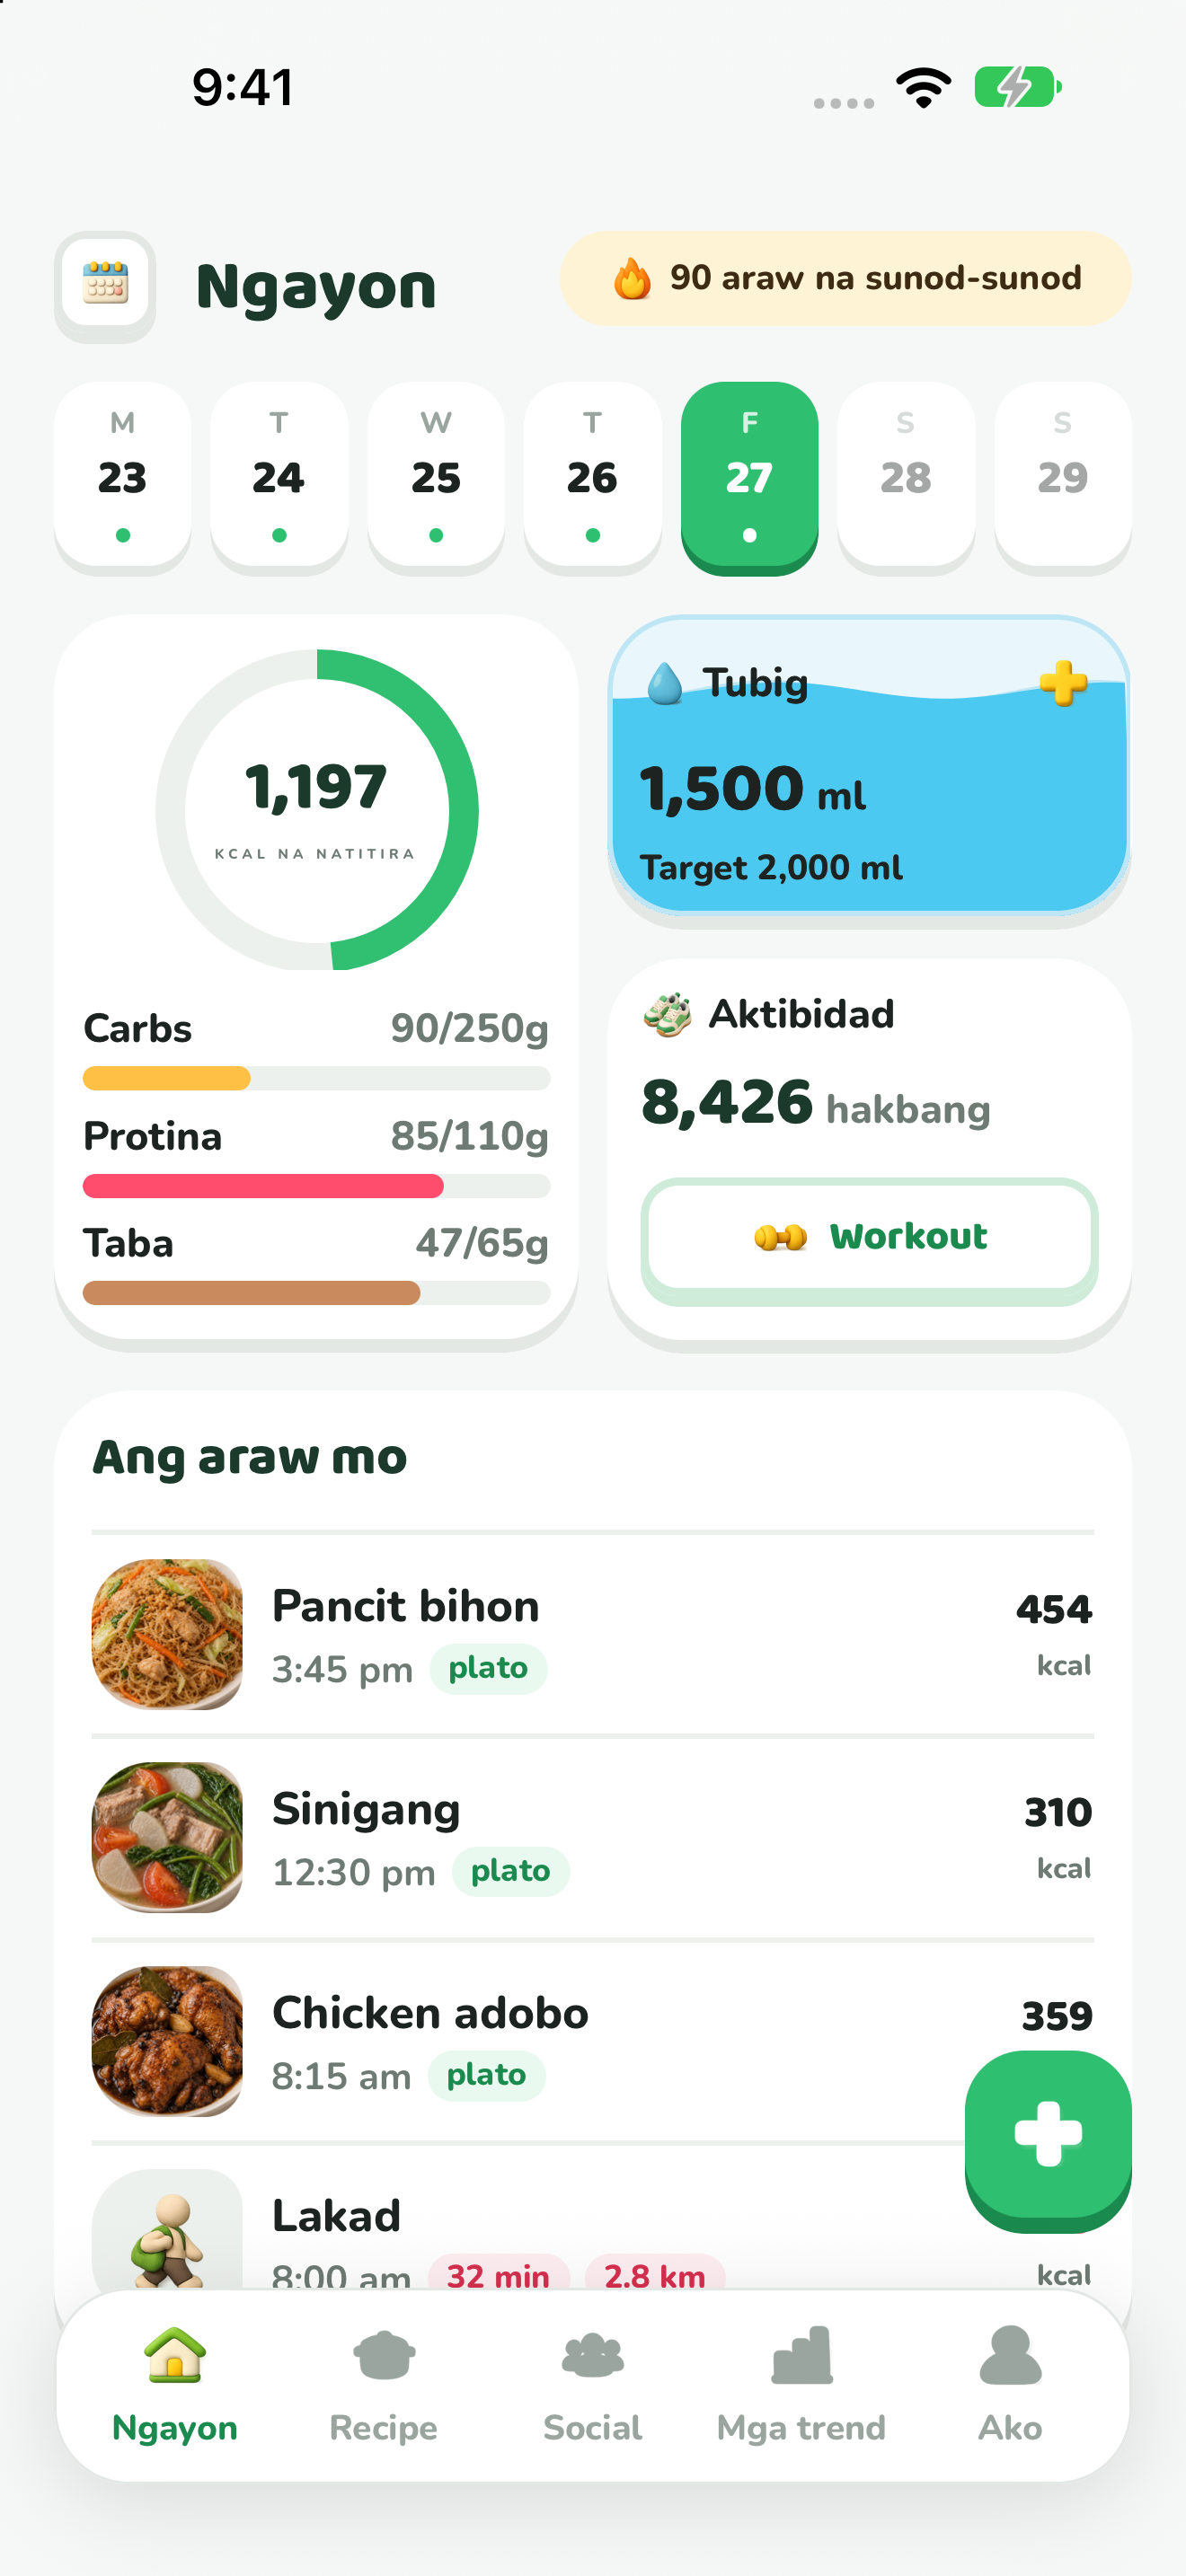 9:41
Ngayon
90 araw na sunod-sunod
M T W T F S S
23 24 25 26 27 28 29
1,197
KCAL NA NATITIRA
Carbs 90/250g
Protina 85/110g
Taba 47/65g
Tubig
1,500 ml
Target 2,000 ml
Aktibidad
8,426 hakbang
Workout
Ang araw mo
Pancit bihon 454
3:45 pm plato kcal
Sinigang 310
12:30 pm plato kcal
Chicken adobo 359
8:15 am plato
Lakad
8:00 am 32 min 2.8 km kcal
Ngayon Recipe Social Mga trend Ako